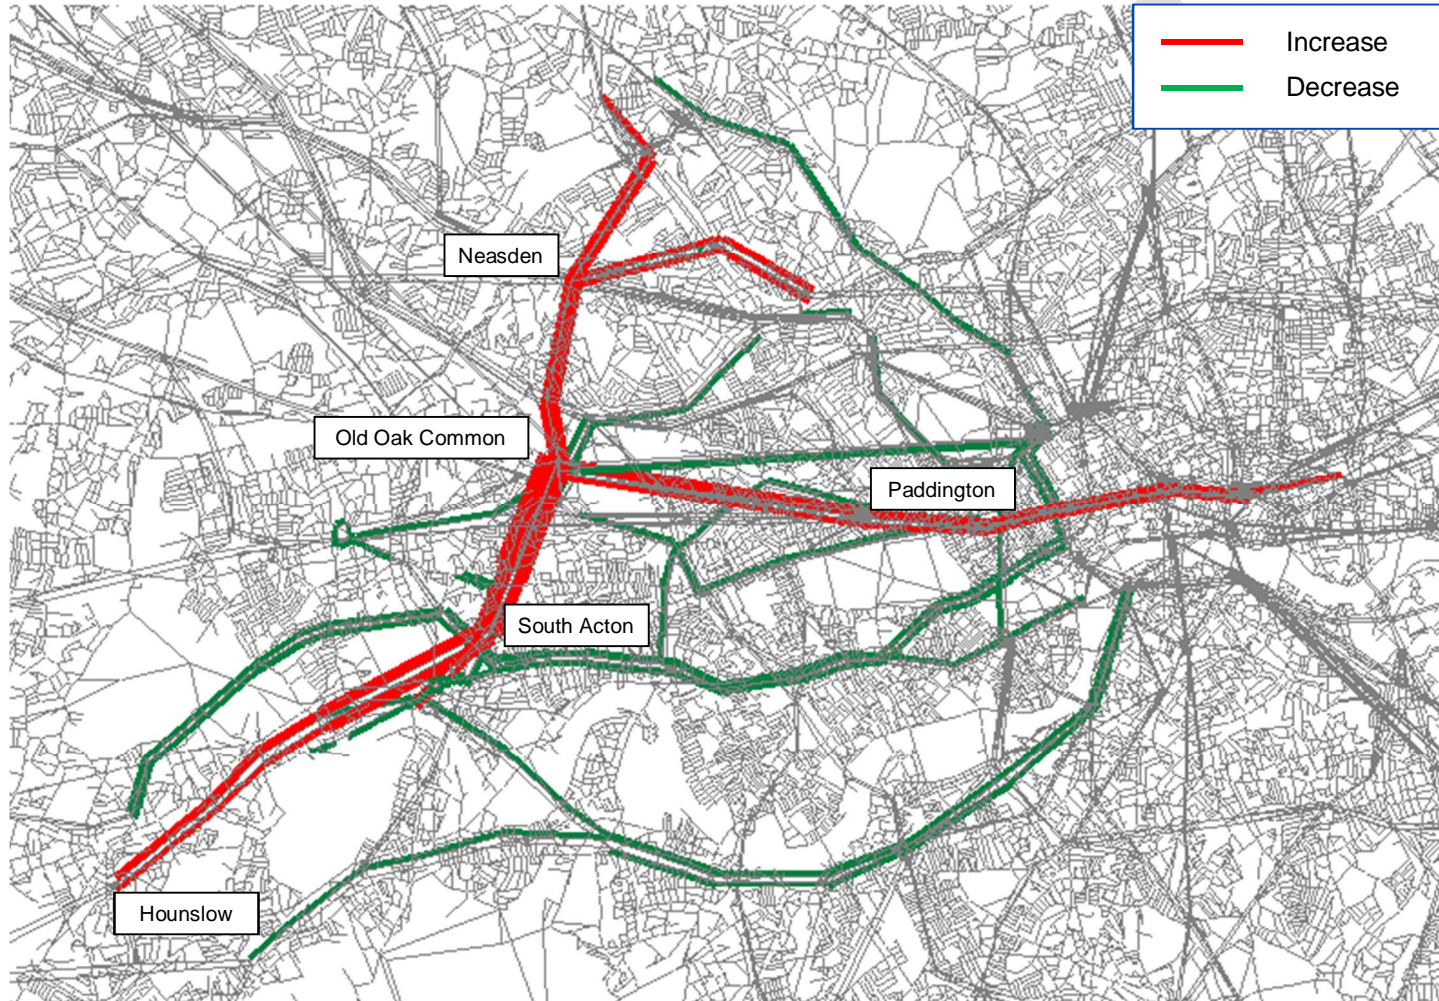 Increase
Decrease
Neasden
Old Oak Common
Paddington
South Acton
Hounslow